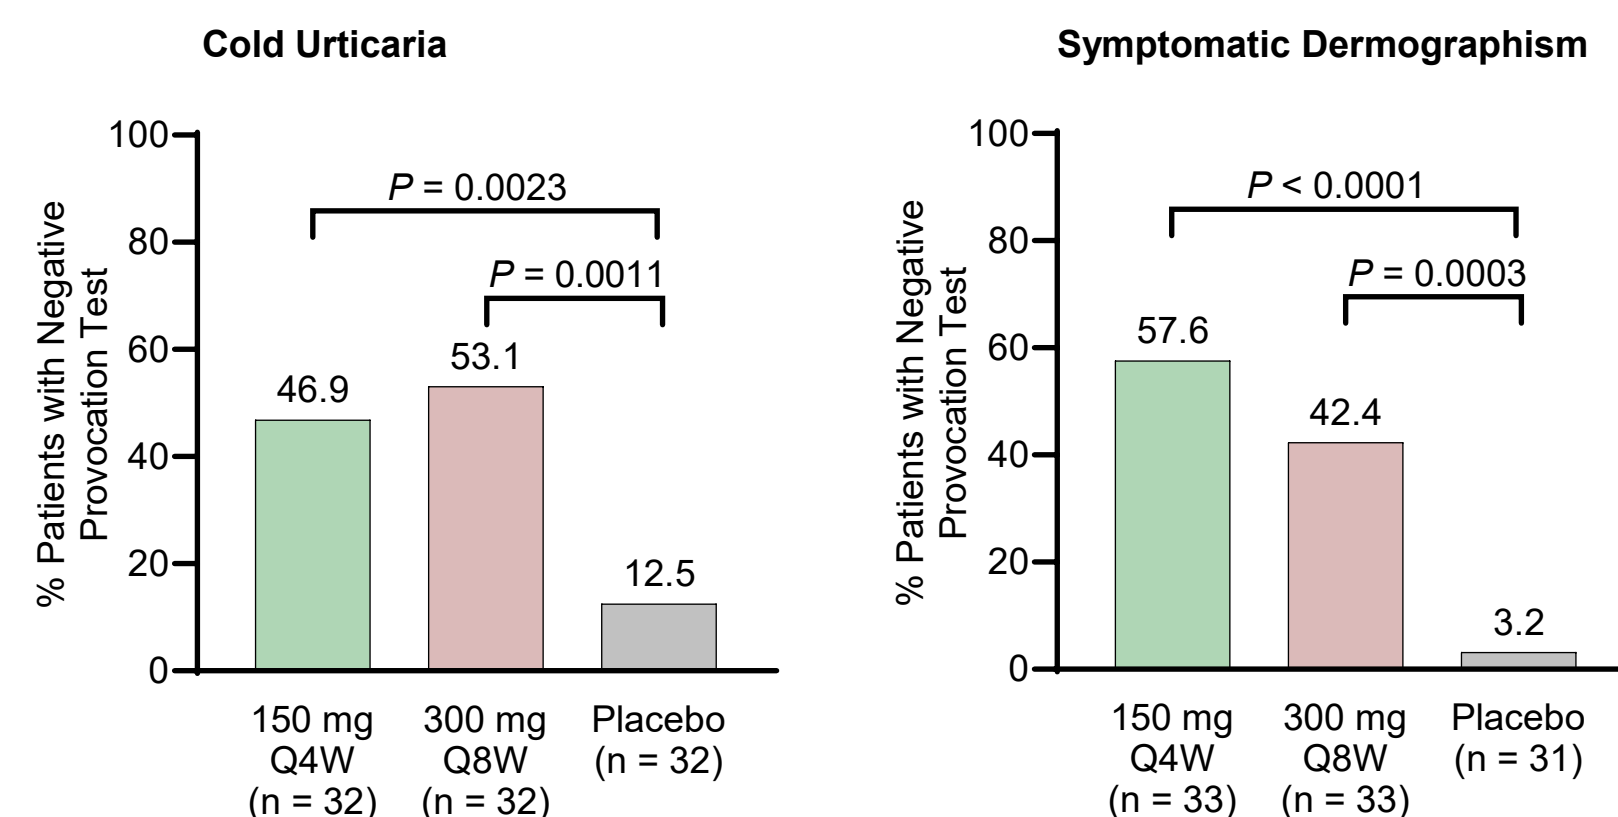 Cold Urticaria
% Patients with Negative
Provocation Test
100
80
60
40
20
0
P = 0.0023
P = 0.0011
46.9
53.1
12.5
150 mg
Q4W
(n = 32)
300 mg
Q8W
(n = 32)
Placebo
(n = 32)
Symptomatic Dermographism
% Patients with Negative
Provocation Test
100
80
60
40
20
0
P < 0.0001
P = 0.0003
57.6
42.4
3.2
150 mg
Q4W
(n = 33)
300 mg
Q8W
(n = 33)
Placebo
(n = 31)